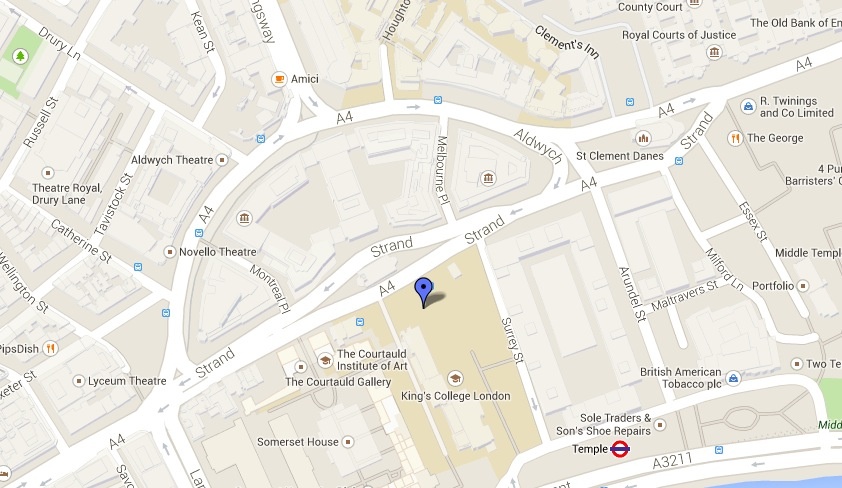 County Court
Houghto
Kean St
ngsway
Drury Ln
Clement's Inn
Royal Courts of Justice
The Old Bank of En
A4
Amici
Russell St
A4
A4
R. Twinings
and Co Limited
Strand
Aldwych
The George
Aldwych Theatre
Melbourne Pl
St Clement Danes
Theatre Royal,
Drury Lane
Tavistock St
A4
4 Pum
Barristers' C
A4
Essex St
Catherine St
Strand
Strand
Novello Theatre
Middle Temp
Wellington St
Montreal Pl
A4
Arundel St
Milford Ln
Maltravers St
Portfolio
Surrey St
PipsDish
Strand
The Courtauld
Institute of Art
The Courtauld Gallery
Two Te
British American
Tobacco plc
xeter St
Lyceum Theatre
King's College London
Sole Traders &
Son's Shoe Repairs
Middl
A4
Somerset House
Temple
A3211
Savo
Lan
nt